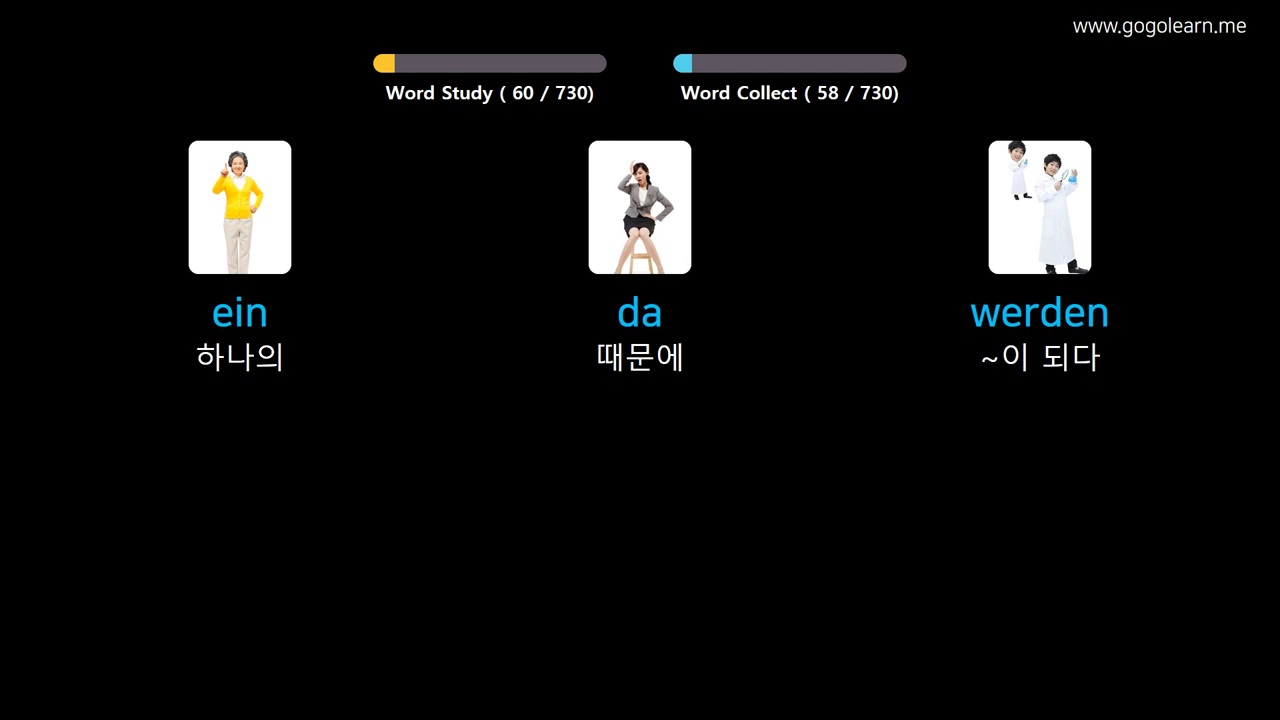 www.gogolearn.me
Word Study ( 60 / 730)
Word Collect ( 58 / 730)
ein
하나의
da
때문에
werden
~이 되다